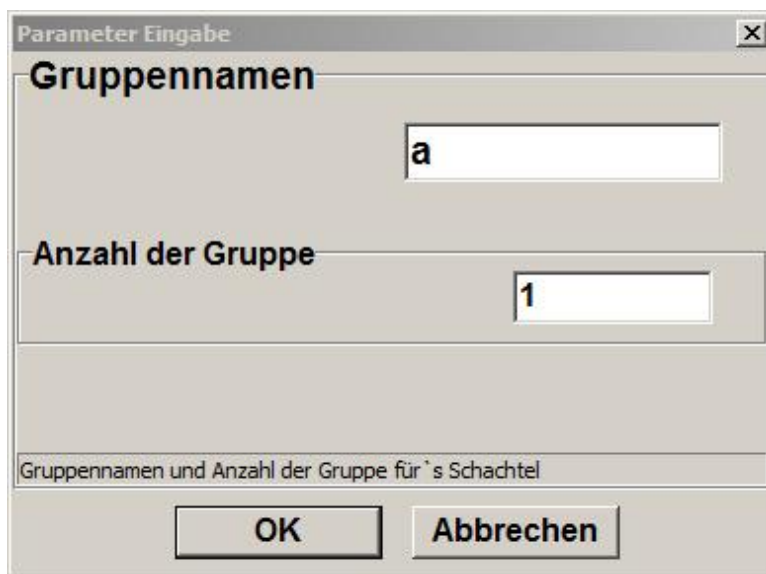 Parameter Eingabe
Gruppennamen
a
Anzahl der Gruppe
1
Gruppennamen und Anzahl der Gruppe für`s Schachtel
OK
Abbrechen